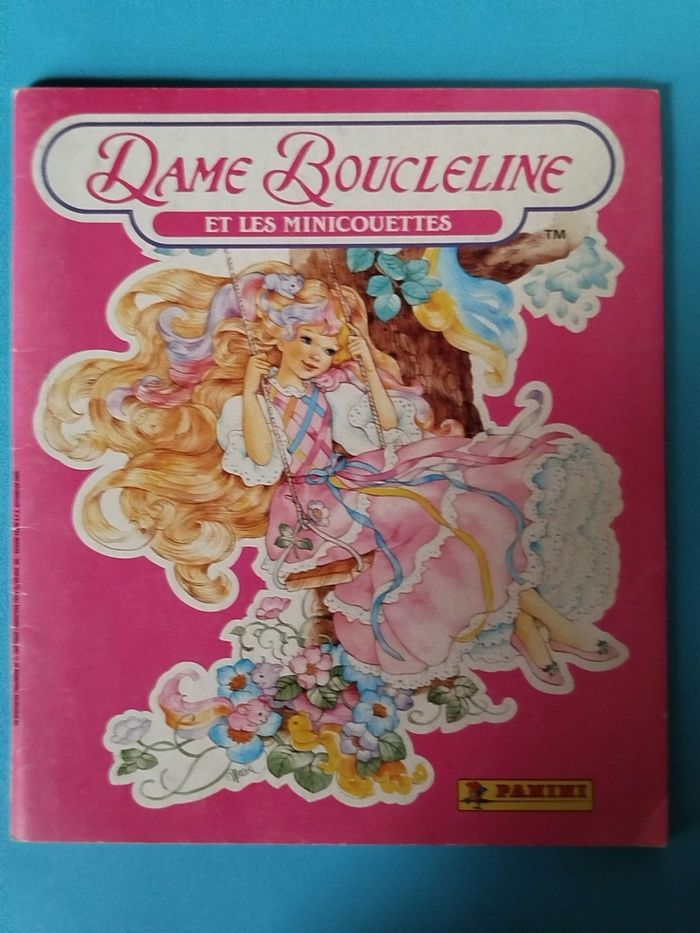 DAME BOUCLELINE
ET LES MINICOUETTES
TM
PANINI